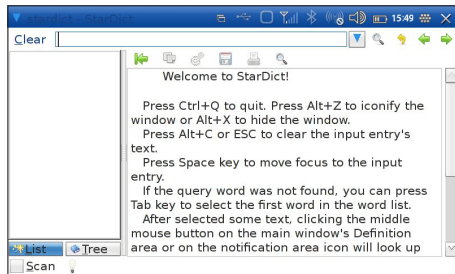 stardict - StarDict
15:49
Clear
Welcome to StarDict!
Press Ctrl+Q to quit. Press Alt+Z to iconify the
window or Alt+X to hide the window.
Press Alt+C or ESC to clear the input entry's
text.
Press Space key to move focus to the input
entry.
If the query word was not found, you can press
Tab key to select the first word in the word list.
After selected some text, clicking the middle
mouse button on the main window's Definition
area or on the notification area icon will look up
List
Tree
Scan